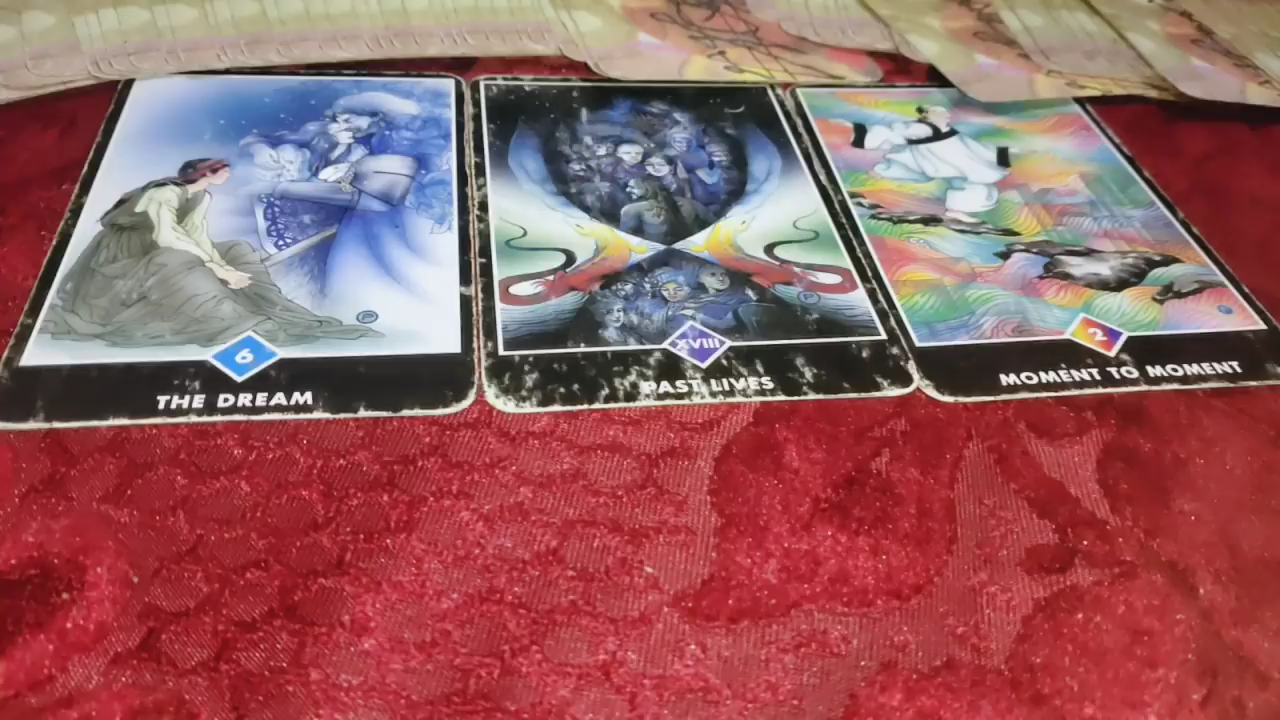 6
THE DREAM
XVIII
PAST LIVES
2
MOMENT TO MOMENT